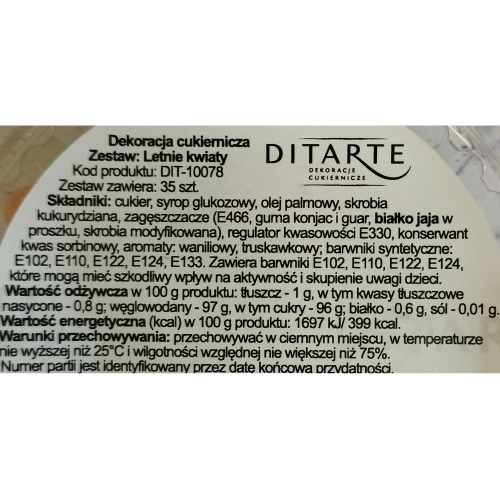 Dekoracja cukiernicza
Zestaw: Letnie kwiaty
Kod produktu: DIT-10078
Zestaw zawiera: 35 szt.
DITARTE
DEKORACJE
CUKIERNICZE
Składniki: cukier, syrop glukozowy, olej palmowy, skrobia
kukurydziana, zagęszczacze (E466, guma konjac i guar, białko jaja w
proszku, skrobia modyfikowana), regulator kwasowości E330, konserwant
kwas sorbinowy, aromaty: waniliowy, truskawkowy; barwniki syntetyczne:
E102, E110, E122, E124, E133. Zawiera barwniki E102, E110, E122, E124,
które mogą mieć szkodliwy wpływ na aktywność i skupienie uwagi dzieci.
Wartość odżywcza w 100 g produktu: tłuszcz - 1 g, w tym kwasy tłuszczowe
nasycone - 0,8 g; węglowodany - 97 g, w tym cukry - 96 g; białko - 0,6 g, sól - 0,01 g.
Wartość energetyczna (kcal) w 100 g produktu: 1697 kJ/ 399 kcal.
Warunki przechowywania: przechowywać w ciemnym miejscu, w temperaturze
nie wyższej niż 25°C i wilgotności względnej nie większej niż 75%.
Numer partii jest identyfikowany przez datę końcową przydatności.